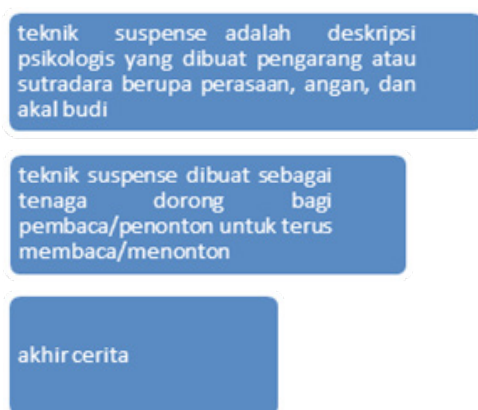 teknik suspense adalah deskripsi
psikologis yang dibuat pengarang atau
sutradara berupa perasaan, angan, dan
akal budi
teknik suspense dibuat sebagai
tenaga dorong bagi
pembaca/penonton untuk terus
membaca/menonton
akhir cerita